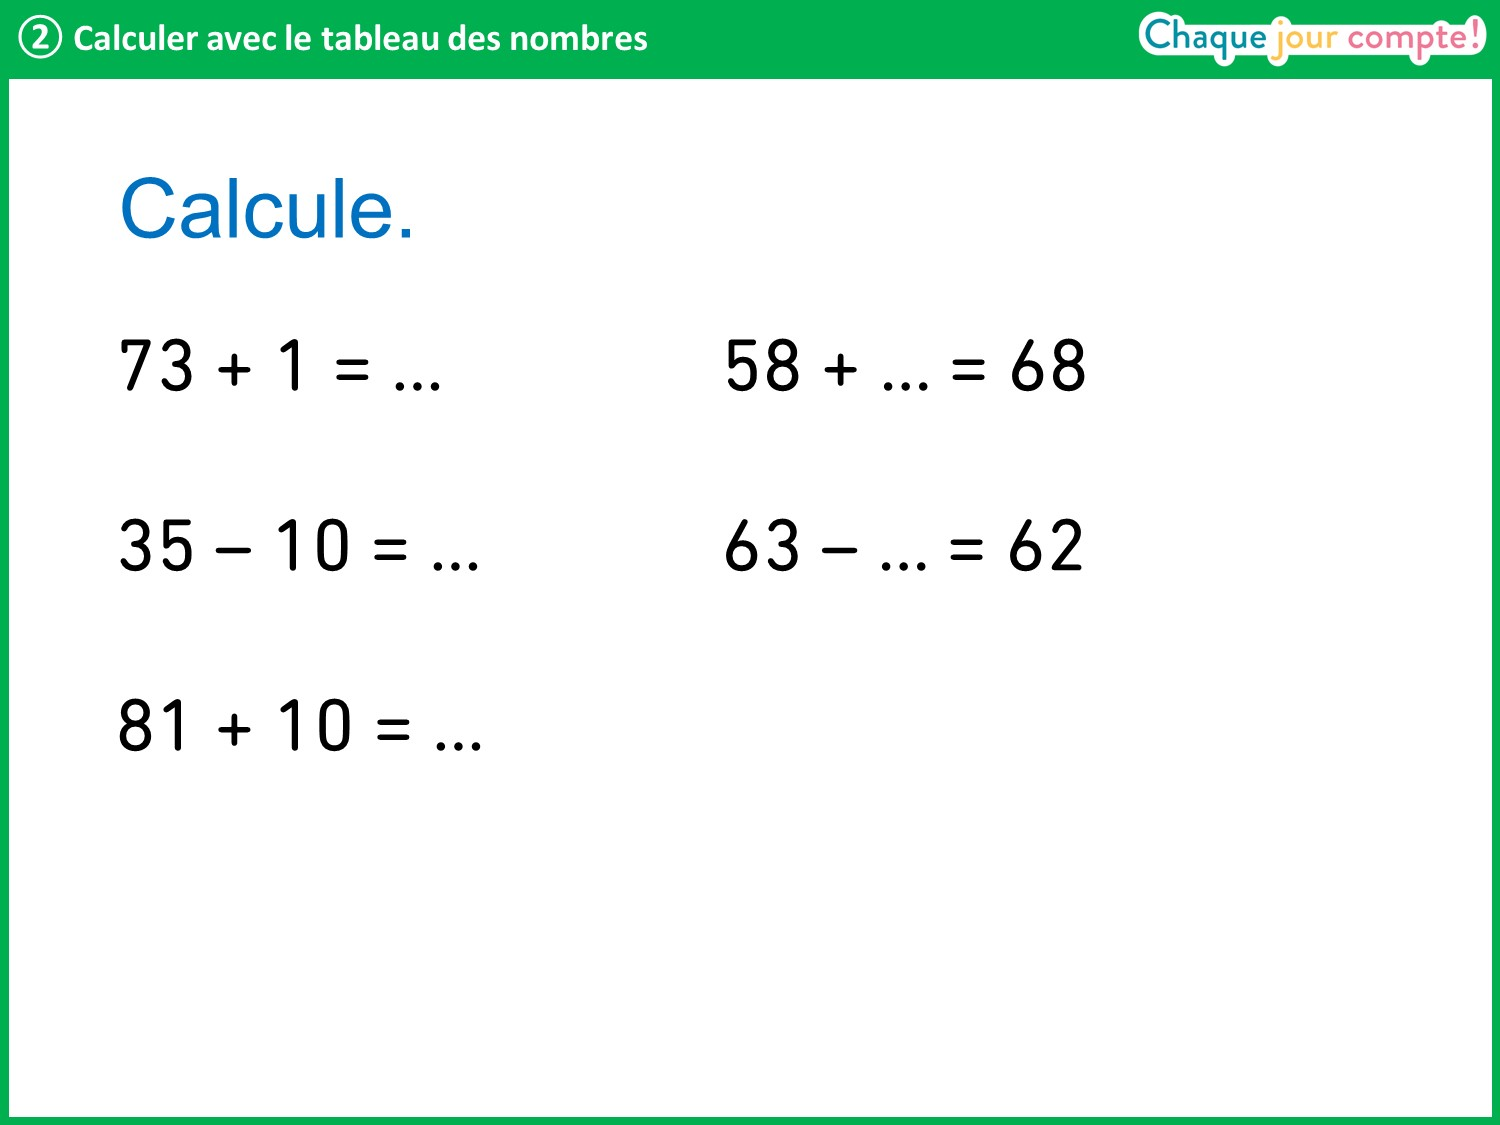 ② Calculer avec le tableau des nombres
Chaque jour compte!
Calcule.
73 + 1 = ...
58 + ... = 68
35 – 10 = ...
63 – ... = 62
81 + 10 = ...